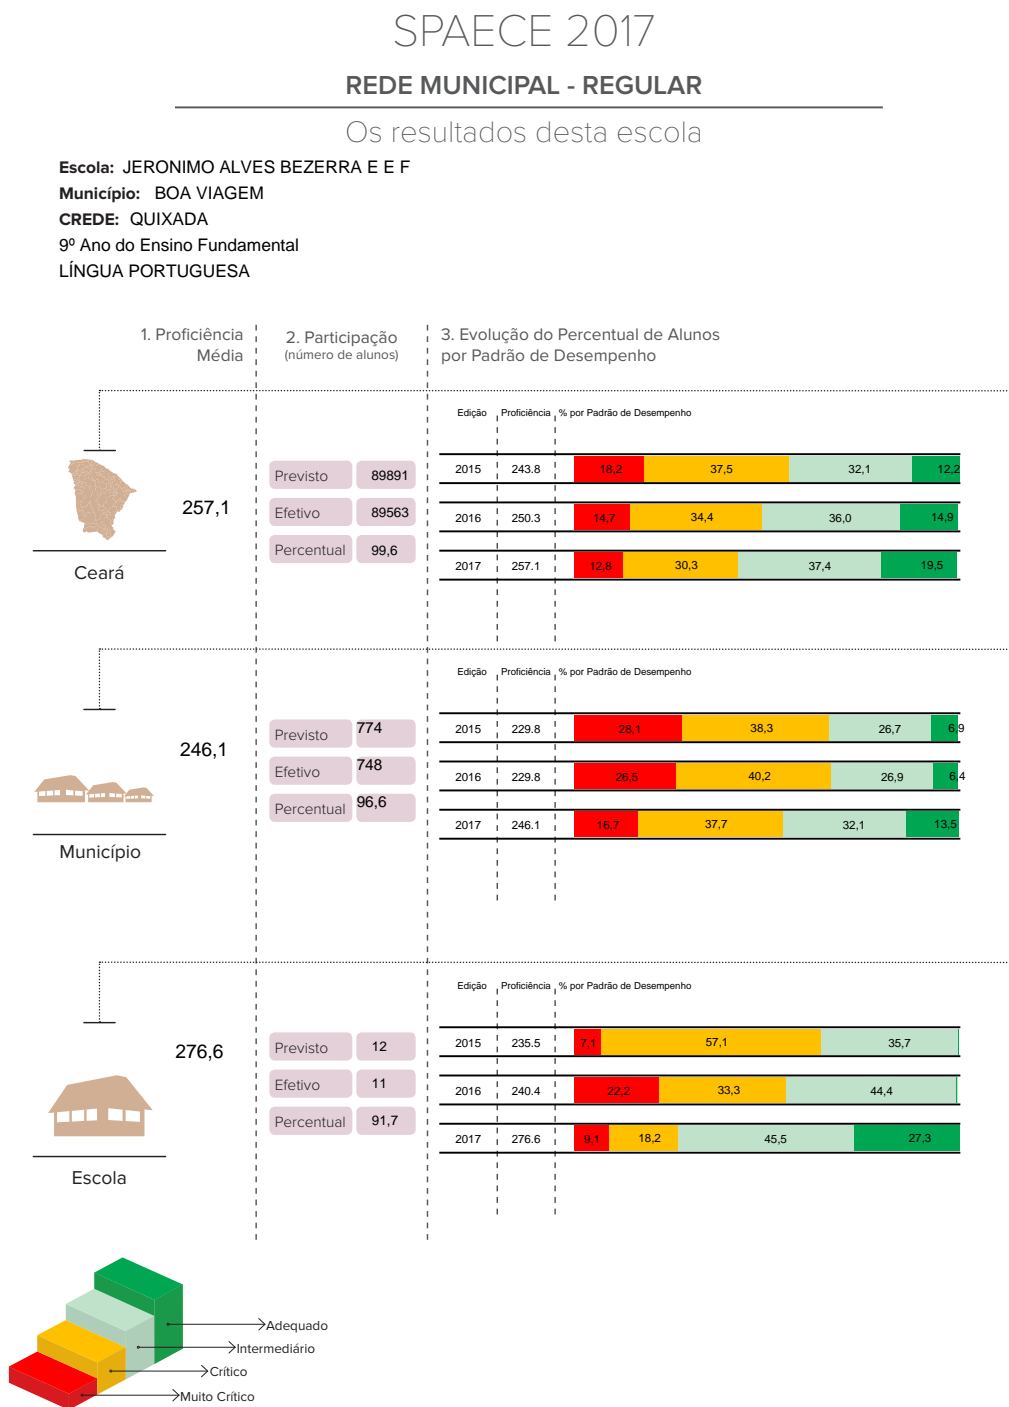 SPAECE 2017
REDE MUNICIPAL - REGULAR
Os resultados desta escola
Escola: JERONIMO ALVES BEZERRA E E F
Município: BOA VIAGEM
CREDE: QUIXADA
9º Ano do Ensino Fundamental
LÍNGUA PORTUGUESA
1. Proficiência Média
2. Participação
(número de alunos)
3. Evolução do Percentual de Alunos
por Padrão de Desempenho
Edição Proficiência % por Padrão de Desempenho
Ceará
257,1
Previsto 89891
Efetivo 89563
Percentual 99,6
2015 243.8 18,2 37,5 32,1 12,2
2016 250.3 14,7 34,4 36,0 14,9
2017 257.1 12,8 30,3 37,4 19,5
Edição Proficiência % por Padrão de Desempenho
Município
246,1
Previsto 774
Efetivo 748
Percentual 96,6
2015 229.8 28,1 38,3 26,7 6,9
2016 229.8 26,5 40,2 26,9 6,4
2017 246.1 16,7 37,7 32,1 13,5
Edição Proficiência % por Padrão de Desempenho
Escola
276,6
Previsto 12
Efetivo 11
Percentual 91,7
2015 235.5 7,1 57,1 35,7
2016 240.4 22,2 33,3 44,4
2017 276.6 9,1 18,2 45,5 27,3
Adequado
Intermediário
Crítico
Muito Crítico